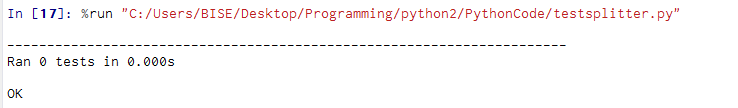 In [17]: %run "C:/Users/BISE/Desktop/Programming/python2/PythonCode/testsplitter.py"
----------------------------------------------------------------------
Ran 0 tests in 0.000s
OK